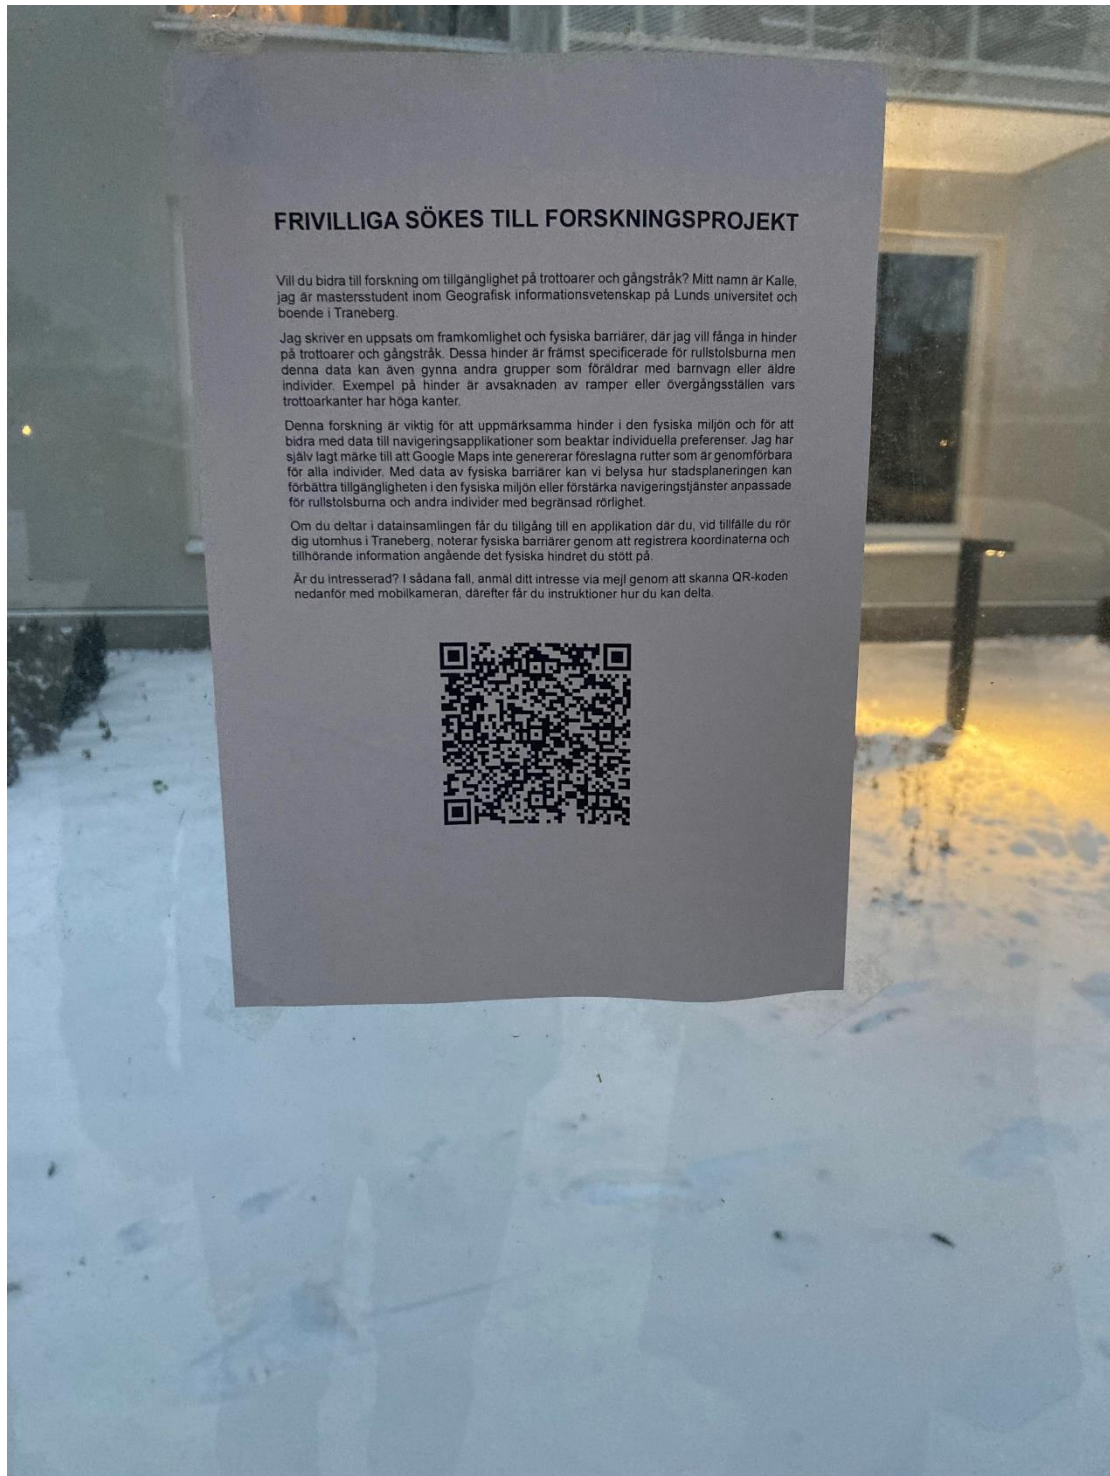 FRIVILLIGA SÖKES TILL FORSKNINGSPROJEKT
Vill du bidra till forskning om tillgänglighet på trottoarer och gångstråk? Mitt namn är Kalle,
jag är mastersstudent inom Geografisk informationsvetenskap på Lunds universitet och
boende i Traneberg.
Jag skriver en uppsats om framkomlighet och fysiska barriärer, där jag vill fånga in hinder
på trottoarer och gångstråk. Dessa hinder är främst specificerade för rullstolsburna men
denna data kan även gynna andra grupper som föräldrar med barnvagn eller äldre
individer. Exempel på hinder är avsaknaden av ramper eller övergångsställen vars
trottoarkanter har höga kanter.
Denna forskning är viktig för att uppmärksamma hinder i den fysiska miljön och för att
bidra med data till navigeringsapplikationer som beaktar individuella preferenser. Jag har
själv lagt märke till att Google Maps inte genererar föreslagna rutter som är genomförbara
för alla individer. Med data av fysiska barriärer kan vi belysa hur stadsplaneringen kan
förbättra tillgängligheten i den fysiska miljön eller förstärka navigeringstjänster anpassade
för rullstolsburna och andra individer med begränsad rörlighet.
Om du deltar i datainsamlingen får du tillgång till en applikation där du, vid tillfälle du rör
dig utomhus i Traneberg, noterar fysiska barriärer genom att registrera koordinaterna och
tillhörande information angående det fysiska hindret du stött på.
Är du intresserad? I sådana fall, anmäl ditt intresse via mejl genom att skanna QR-koden
nedanför med mobilkameran, därefter får du instruktioner hur du kan delta.